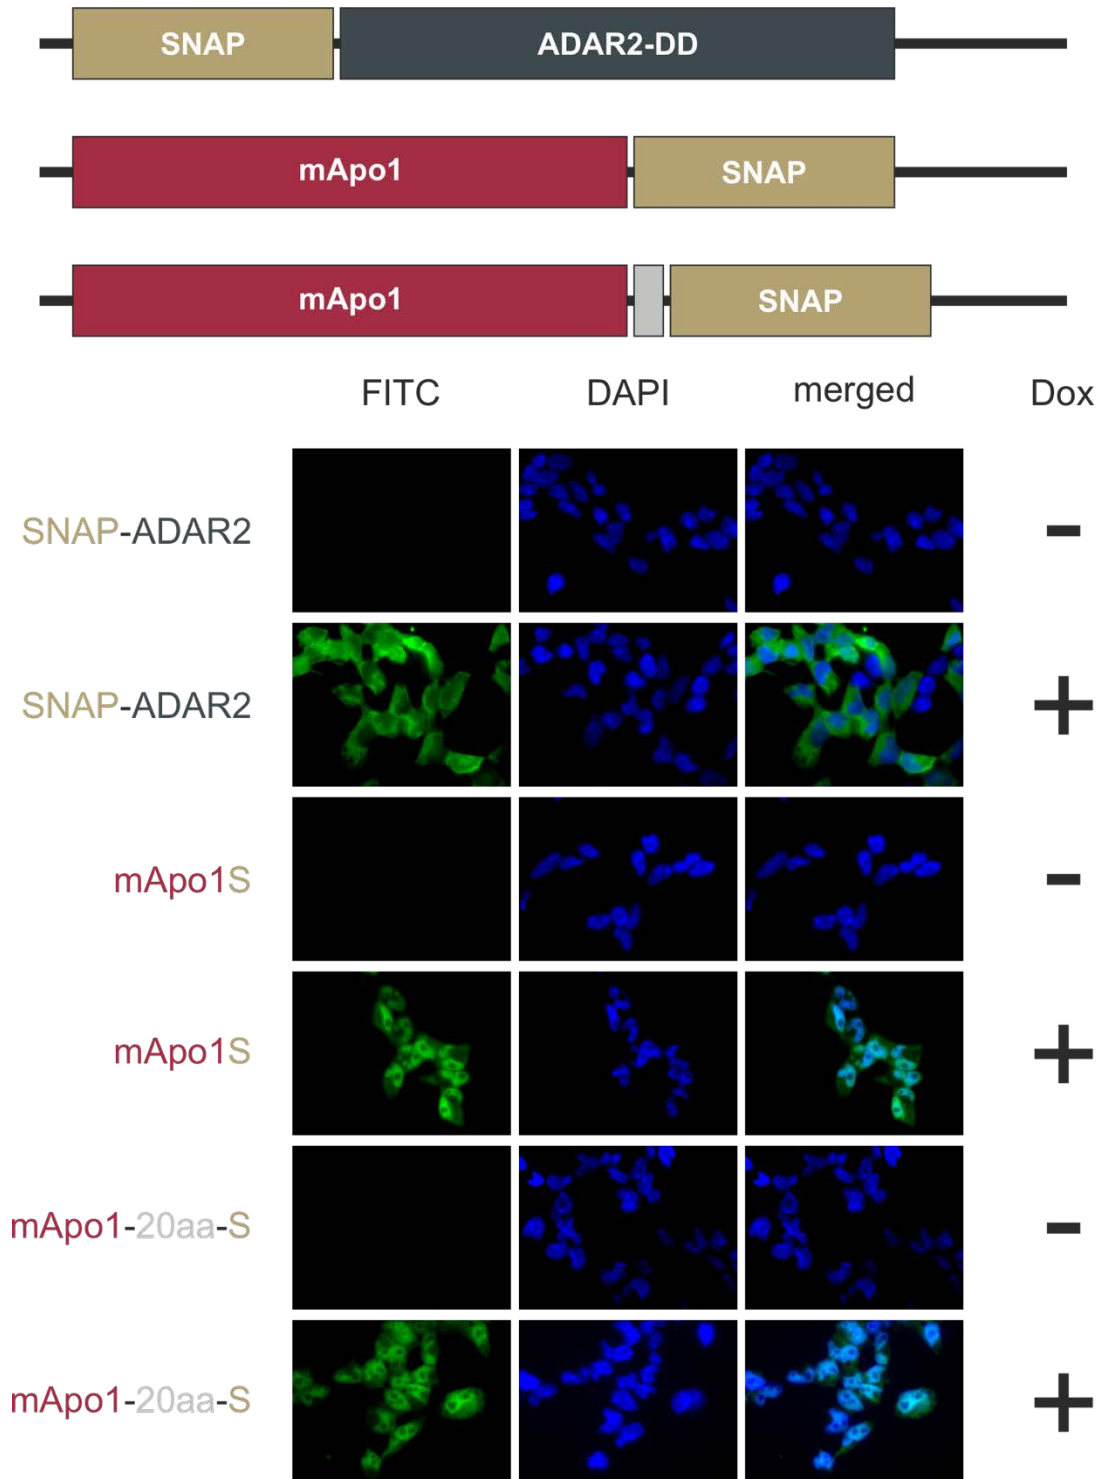 SNAP ADAR2-DD
mApo1 SNAP
mApo1 SNAP
FITC DAPI merged Dox
SNAP-ADAR2 -
SNAP-ADAR2 +
mApo1S -
mApo1S +
mApo1-20aa-S -
mApo1-20aa-S +